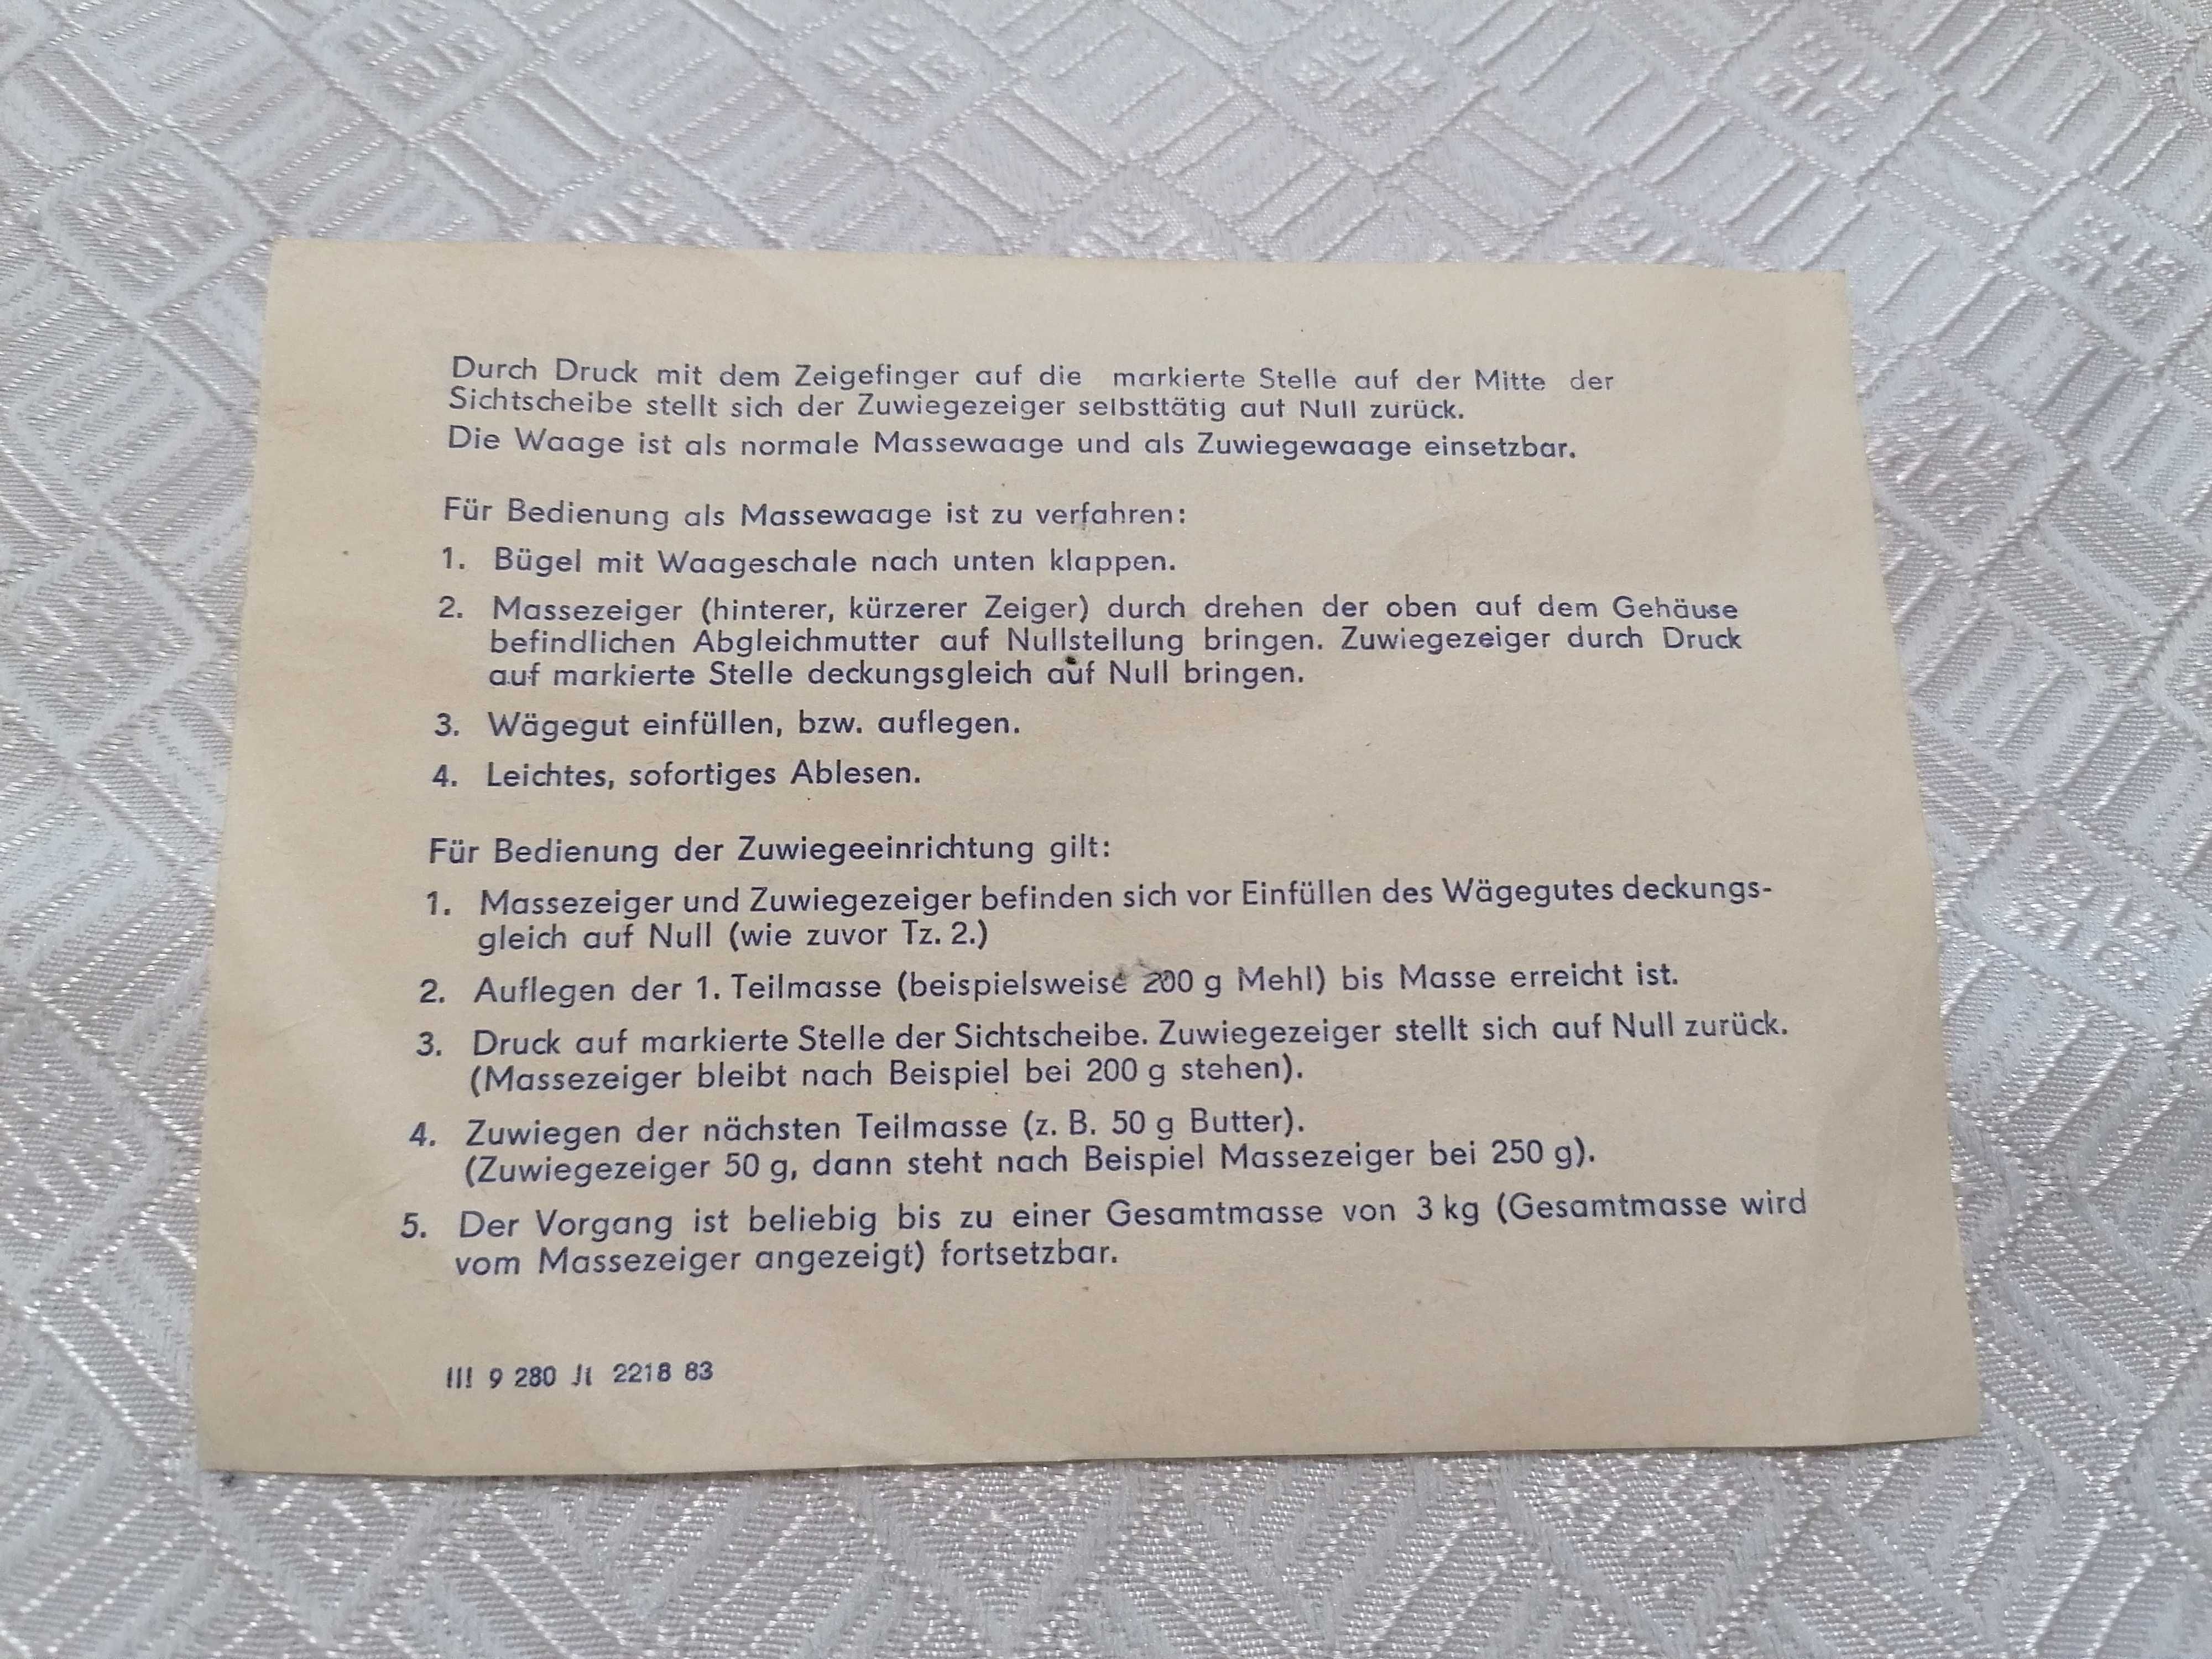 Durch Druck mit dem Zeigefinger auf die markierte Stelle auf der Mitte der
Sichtscheibe stellt sich der Zuwiegezeiger selbsttätig auf Null zurück.
Die Waage ist als normale Massewaage und als Zuwiegewaage einsetzbar.
Für Bedienung als Massewaage ist zu verfahren:
1. Bügel mit Waageschale nach unten klappen.
2. Massezeiger (hinterer, kürzerer Zeiger) durch drehen der oben auf dem Gehäuse
befindlichen Abgleichmutter auf Nullstellung bringen. Zuwiegezeiger durch Druck
auf markierte Stelle deckungsgleich auf Null bringen.
3. Wägegut einfüllen, bzw. auflegen.
4. Leichtes, sofortiges Ablesen.
Für Bedienung der Zuwiegeeinrichtung gilt:
1. Massezeiger und Zuwiegezeiger befinden sich vor Einfüllen des Wägegutes deckungs-
gleich auf Null (wie zuvor Tz. 2.)
2. Auflegen der 1. Teilmasse (beispielsweise 200 g Mehl) bis Masse erreicht ist.
3. Druck auf markierte Stelle der Sichtscheibe. Zuwiegezeiger stellt sich auf Null zurück.
(Massezeiger bleibt nach Beispiel bei 200 g stehen).
4. Zuwiegen der nächsten Teilmasse (z. B. 50 g Butter).
(Zuwiegezeiger 50 g, dann steht nach Beispiel Massezeiger bei 250 g).
5. Der Vorgang ist beliebig bis zu einer Gesamtmasse von 3 kg (Gesamtmasse wird
vom Massezeiger angezeigt) fortsetzbar.
III 9 280 Jt 2218 83